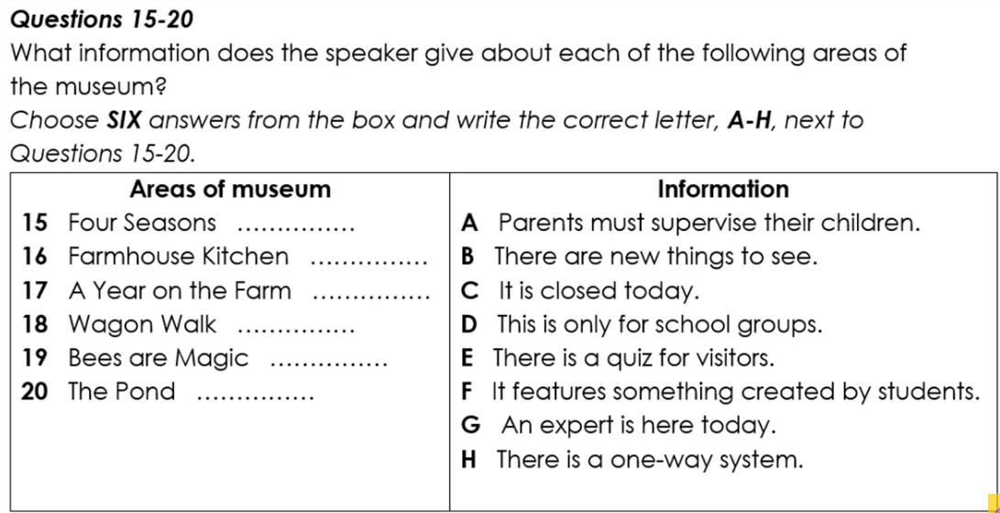 Questions 15-20
What information does the speaker give about each of the following areas of
the museum?
Choose SIX answers from the box and write the correct letter, A-H, next to
Questions 15-20.
Areas of museum
15 Four Seasons ...............
16 Farmhouse Kitchen ...............
17 A Year on the Farm ...............
18 Wagon Walk ...............
19 Bees are Magic ...............
20 The Pond ...............
Information
A Parents must supervise their children.
B There are new things to see.
C It is closed today.
D This is only for school groups.
E There is a quiz for visitors.
F It features something created by students.
G An expert is here today.
H There is a one-way system.